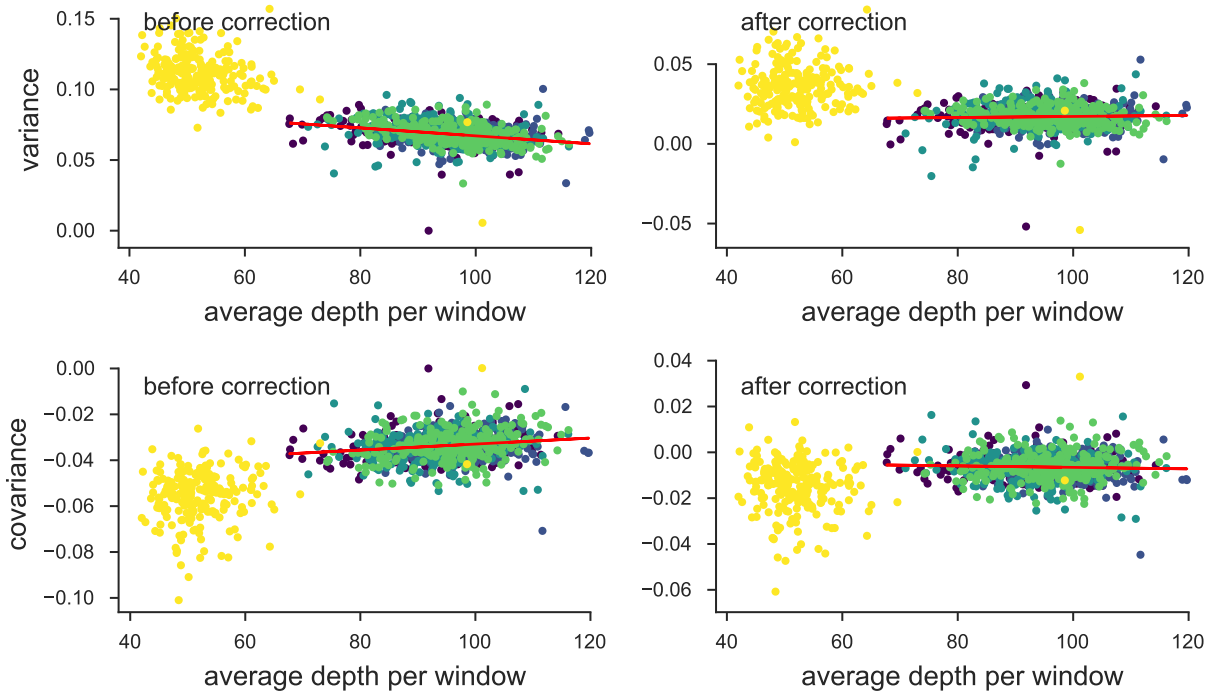 before correction
0.15
0.10
0.05
0.00
variance
40 60 80 100 120
average depth per window
after correction
0.05
0.00
−0.05
40 60 80 100 120
average depth per window
before correction
0.00
−0.02
−0.04
−0.06
−0.08
−0.10
covariance
40 60 80 100 120
average depth per window
after correction
0.04
0.02
0.00
−0.02
−0.04
−0.06
40 60 80 100 120
average depth per window